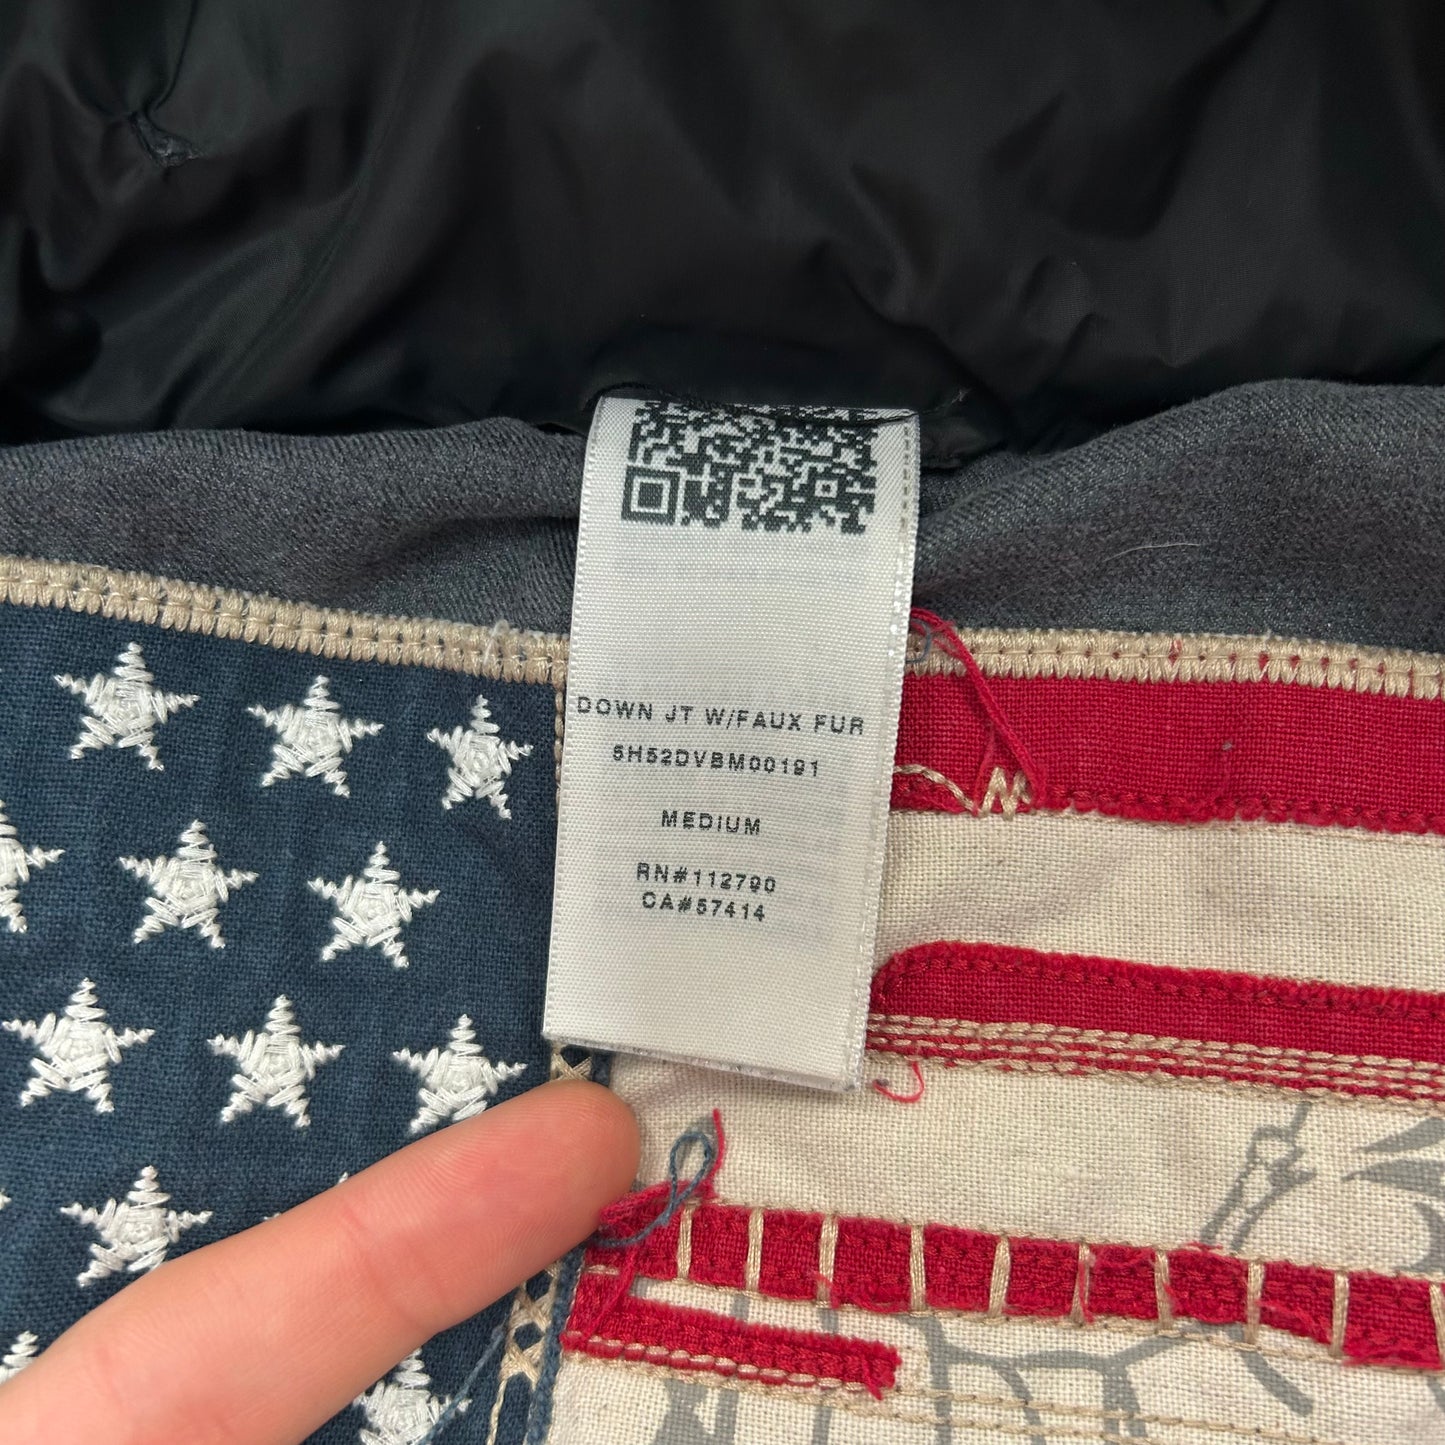 DOWN JT W/FAUX FUR
5H52DVBM00191
MEDIUM
RN#112790
CA#57414